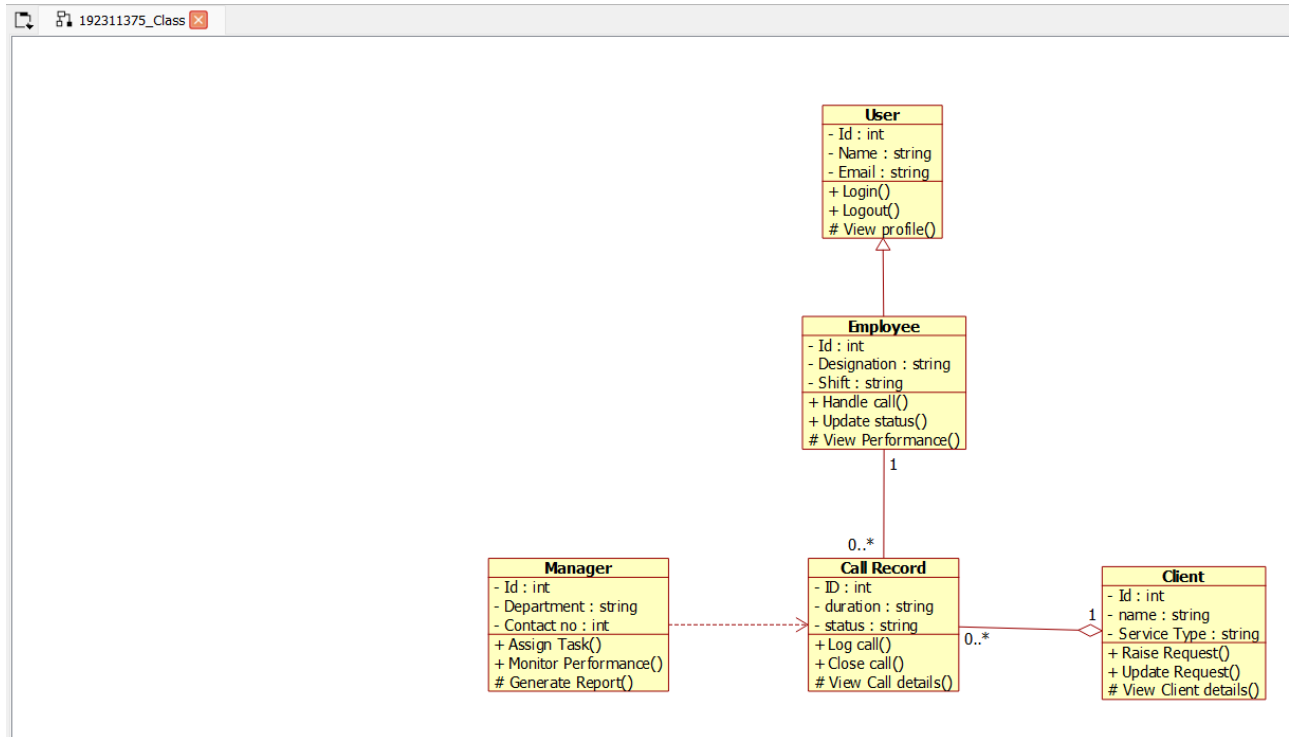 192311375_Class
User
- Id : int
- Name : string
- Email : string
+ Login()
+ Logout()
# View profile()
Employee
- Id : int
- Designation : string
- Shift : string
+ Handle call()
+ Update status()
# View Performance()
1
0..*
Manager
- Id : int
- Department : string
- Contact no : int
+ Assign Task()
+ Monitor Performance()
# Generate Report()
Call Record
- ID : int
- duration : string
- status : string
+ Log call()
+ Close call()
# View Call details()
0..*
1
Client
- Id : int
- name : string
- Service Type : string
+ Raise Request()
+ Update Request()
# View Client details()